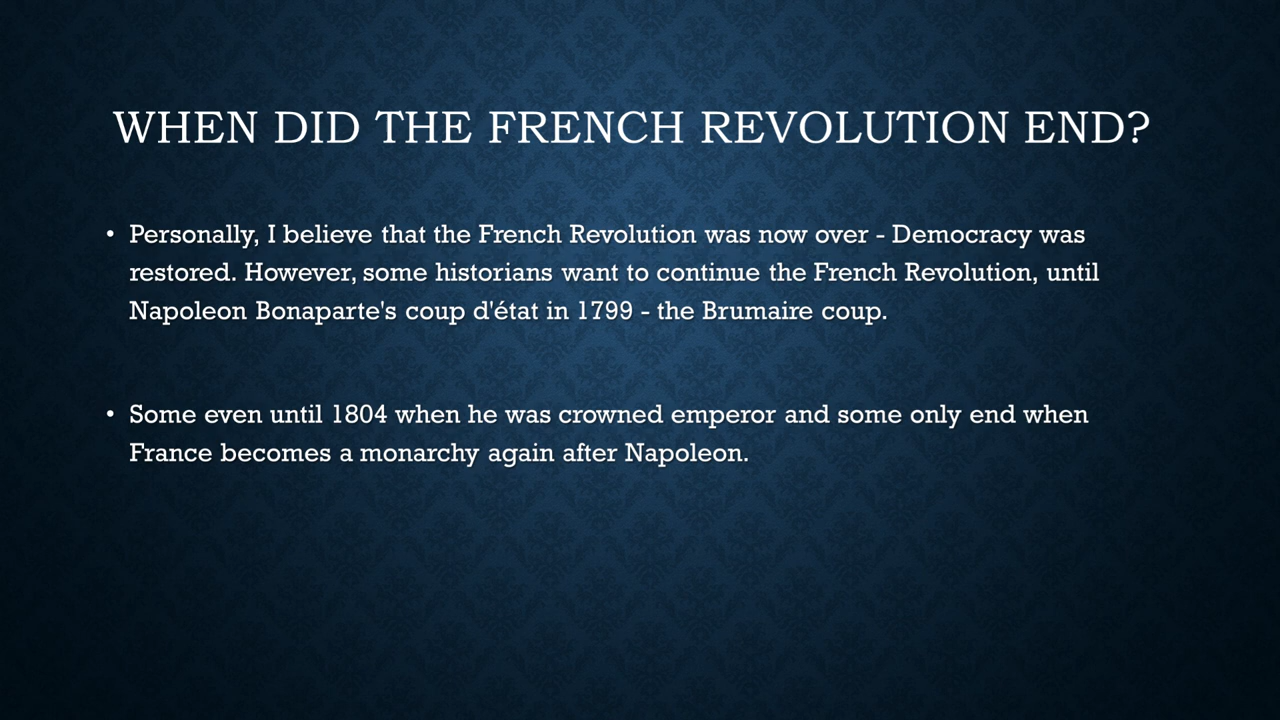 WHEN DID THE FRENCH REVOLUTION END?
• Personally, I believe that the French Revolution was now over - Democracy was
restored. However, some historians want to continue the French Revolution, until
Napoleon Bonaparte's coup d'état in 1799 - the Brumaire coup.
• Some even until 1804 when he was crowned emperor and some only end when
France becomes a monarchy again after Napoleon.